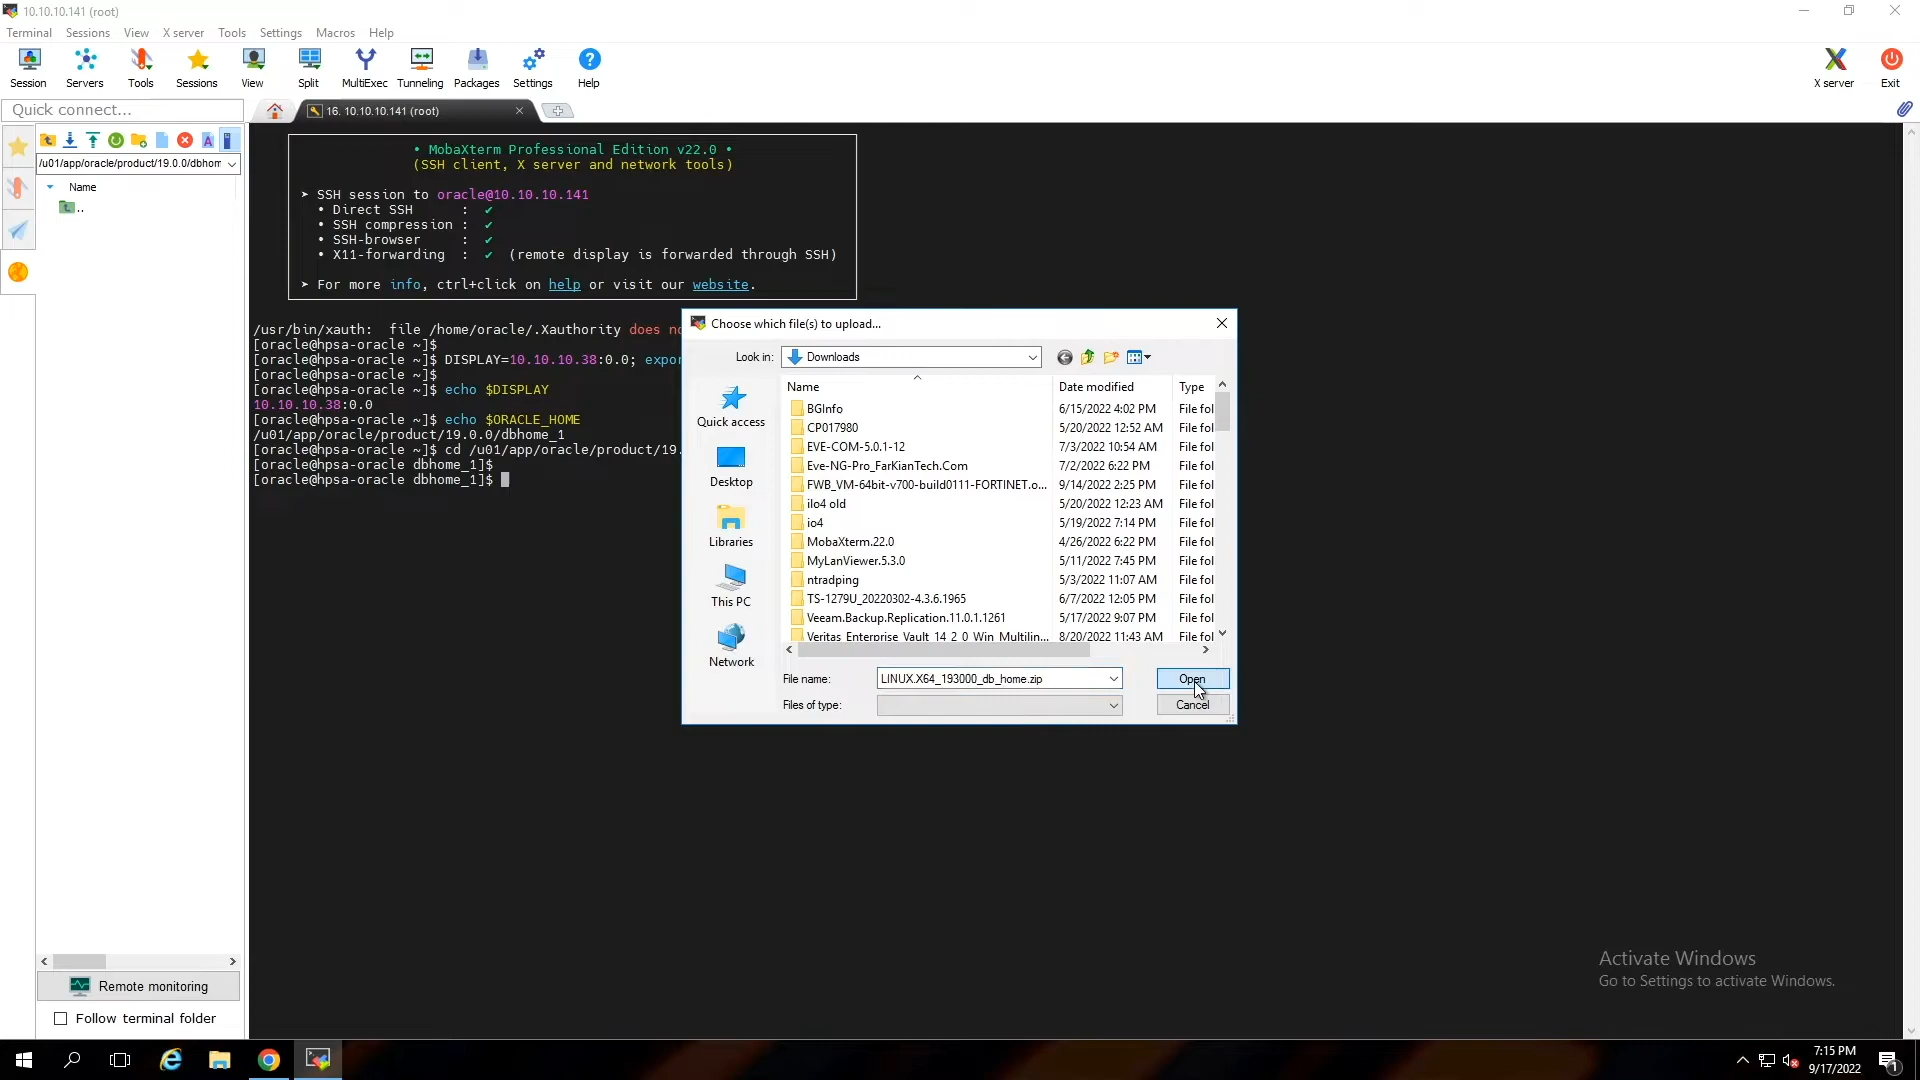 10.10.10.141 (root)
Terminal Sessions View X server Tools Settings Macros Help
Session Servers Tools Sessions View Split MultiExec Tunneling Packages Settings Help X server Exit
Quick connect...
16. 10.10.10.141 (root)
/u01/app/oracle/product/19.0.0/dbhom
Name
..
• MobaXterm Professional Edition v22.0 •
(SSH client, X server and network tools)
➤ SSH session to oracle@10.10.10.141
• Direct SSH : ✔
• SSH compression : ✔
• SSH-browser : ✔
• X11-forwarding : ✔ (remote display is forwarded through SSH)
➤ For more info, ctrl+click on help or visit our website.
/usr/bin/xauth: file /home/oracle/.Xauthority does no
[oracle@hpsa-oracle ~]$
[oracle@hpsa-oracle ~]$ DISPLAY=10.10.10.38:0.0; expor
[oracle@hpsa-oracle ~]$
[oracle@hpsa-oracle ~]$ echo $DISPLAY
10.10.10.38:0.0
[oracle@hpsa-oracle ~]$ echo $ORACLE_HOME
/u01/app/oracle/product/19.0.0/dbhome_1
[oracle@hpsa-oracle ~]$ cd /u01/app/oracle/product/19.
[oracle@hpsa-oracle dbhome_1]$
[oracle@hpsa-oracle dbhome_1]$
Choose which file(s) to upload...
Look in: Downloads
Quick access
Desktop
Libraries
This PC
Network
Name Date modified Type
BGInfo 6/15/2022 4:02 PM File fol
CP017980 5/20/2022 12:52 AM File fol
EVE-COM-5.0.1-12 7/3/2022 10:54 AM File fol
Eve-NG-Pro_FarKianTech.Com 7/2/2022 6:22 PM File fol
FWB_VM-64bit-v700-build0111-FORTINET.o... 9/14/2022 2:25 PM File fol
ilo4 old 5/20/2022 12:23 AM File fol
io4 5/19/2022 7:14 PM File fol
MobaXterm.22.0 4/26/2022 6:22 PM File fol
MyLanViewer.5.3.0 5/11/2022 7:45 PM File fol
ntradping 5/3/2022 11:07 AM File fol
TS-1279U_20220302-4.3.6.1965 6/7/2022 12:05 PM File fol
Veeam.Backup.Replication.11.0.1.1261 5/17/2022 9:07 PM File fol
Veritas Enterprise Vault 14 2 0 Win Multilin... 8/20/2022 11:43 AM File fol
File name: LINUX.X64_193000_db_home.zip Open
Files of type: Cancel
Remote monitoring
Follow terminal folder
Activate Windows
Go to Settings to activate Windows.
7:15 PM
9/17/2022
1